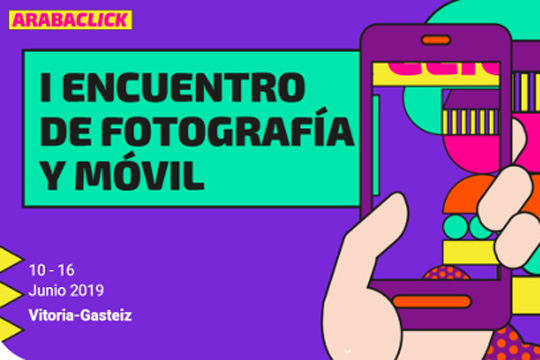 ARABACLICK
I ENCUENTRO
DE FOTOGRAFÍA
Y MÓVIL
10 - 16
Junio 2019
Vitoria-Gasteiz